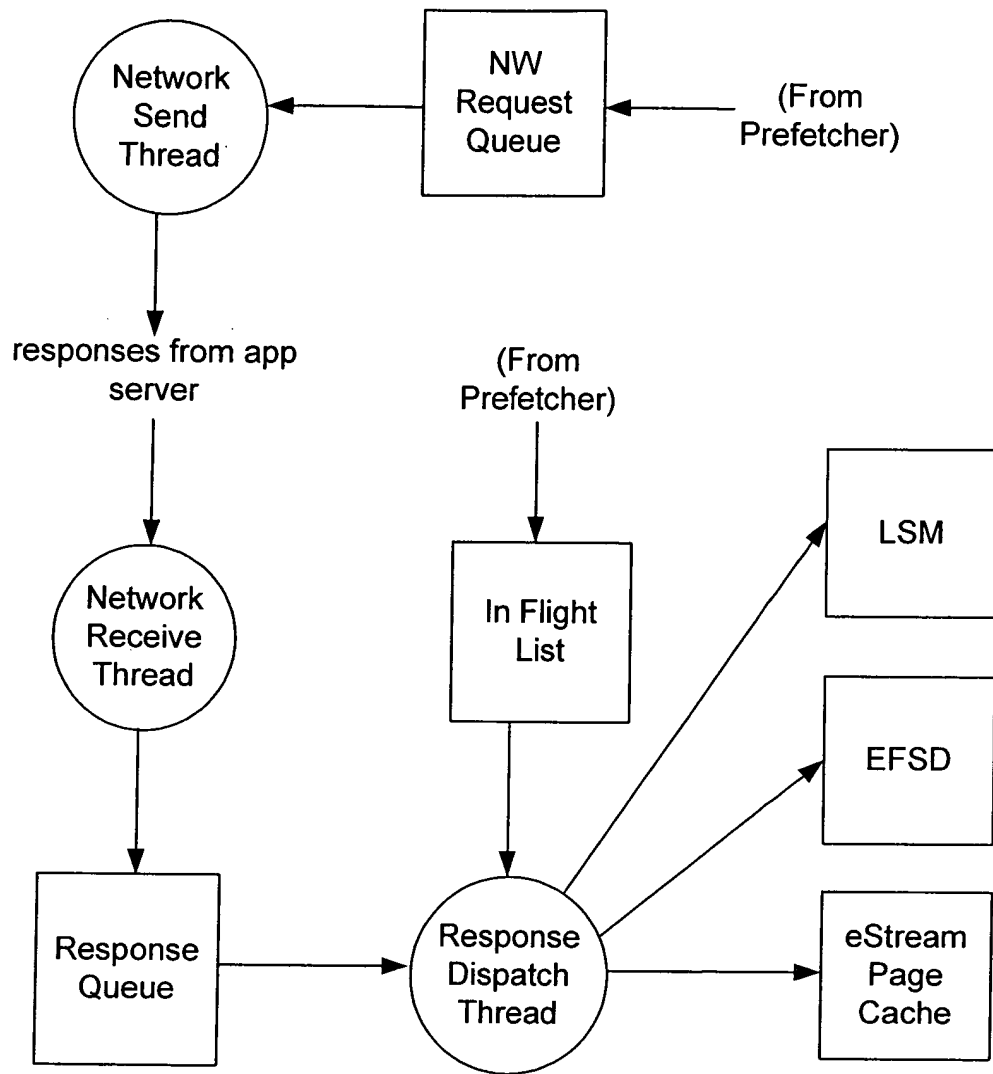 Network
Send
Thread
NW
Request
Queue
(From
Prefetcher)
responses from app
server
(From
Prefetcher)
LSM
Network
Receive
Thread
In Flight
List
EFSD
Response
Queue
Response
Dispatch
Thread
eStream
Page
Cache